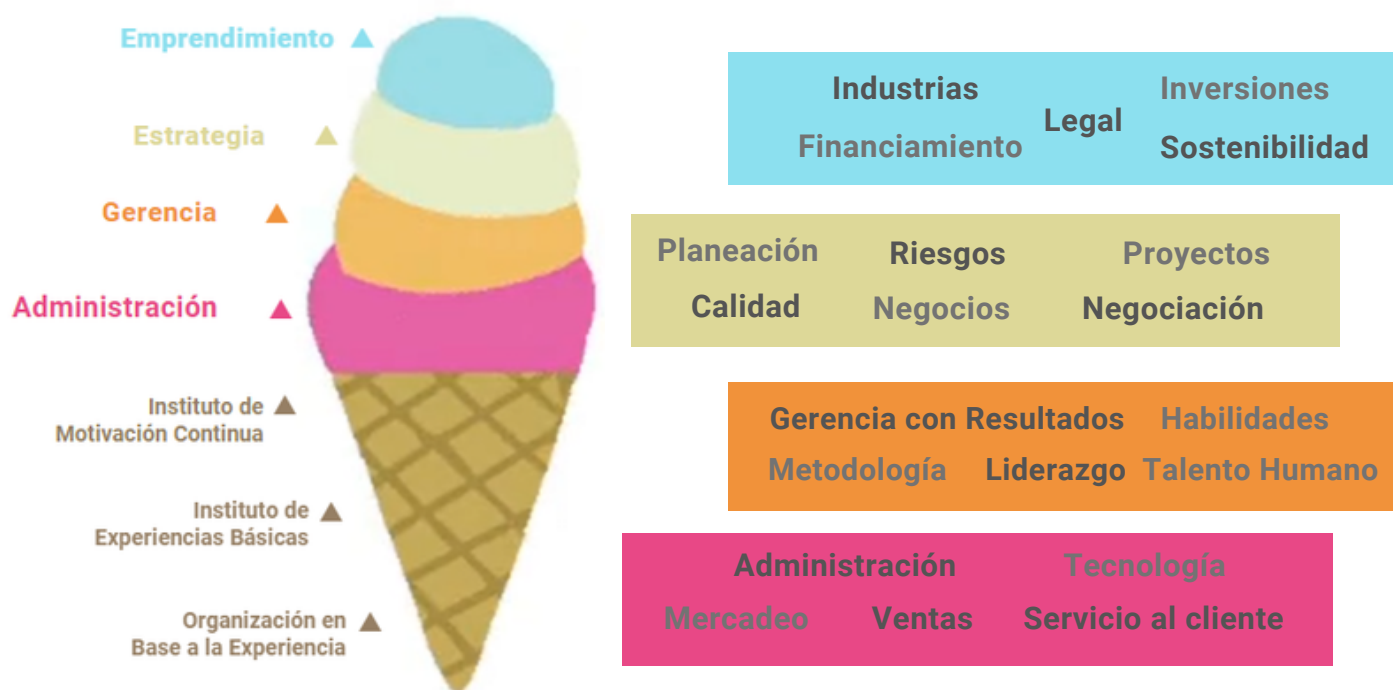 Emprendimiento
Estrategia
Gerencia
Administración
Instituto de
Motivación Continua
Instituto de
Experiencias Básicas
Organización en
Base a la Experiencia
Industrias Legal Inversiones
Financiamiento Sostenibilidad
Planeación Riesgos Proyectos
Calidad Negocios Negociación
Gerencia con Resultados Habilidades
Metodología Liderazgo Talento Humano
Administración Tecnología
Mercadeo Ventas Servicio al cliente